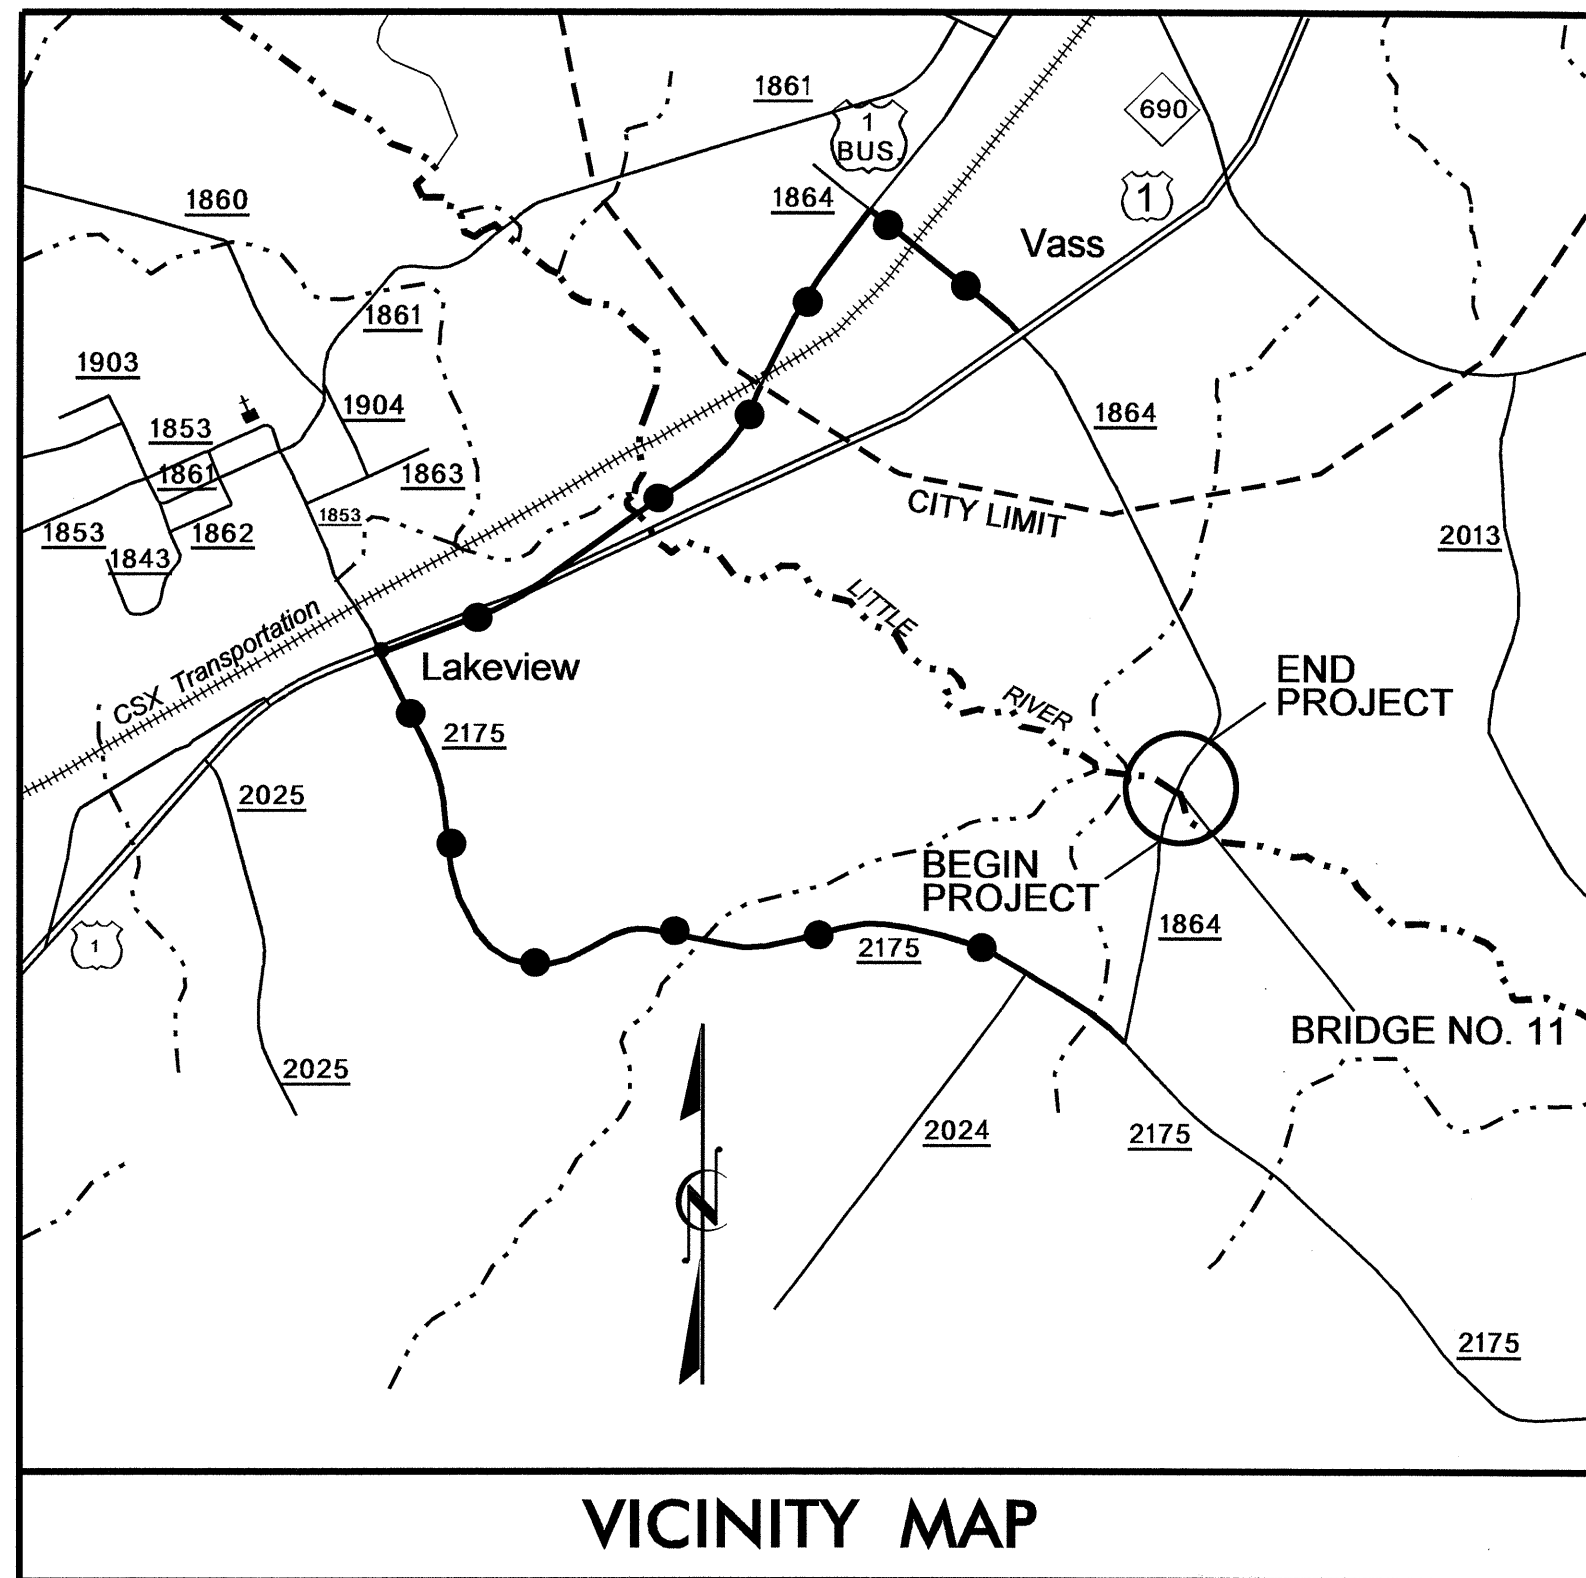 1861
1
BUS.
690
1860
1864
1
Vass
1861
1903
1904
1864
1853
1861
1863
CITY LIMIT
1853
1853
1862
1843
2013
LITTLE
CSX Transportation
Lakeview
END
PROJECT
RIVER
2175
2025
BEGIN
PROJECT
1864
1
2175
BRIDGE NO. 11
2025
2024
2175
N
2175
VICINITY MAP